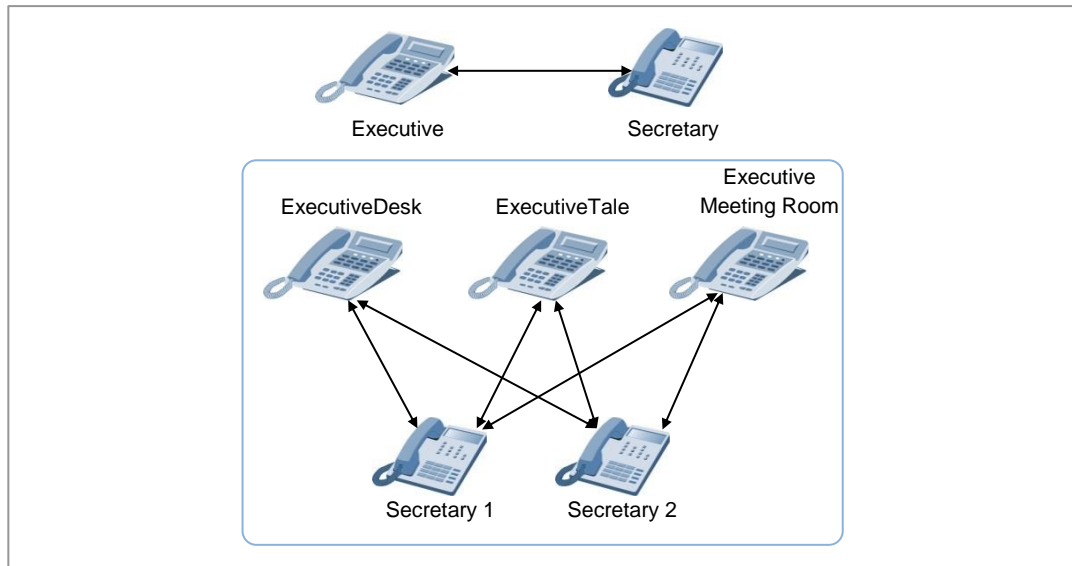 Executive
Secretary
Executive
Meeting Room
ExecutiveDesk
ExecutiveTale
Secretary 1
Secretary 2